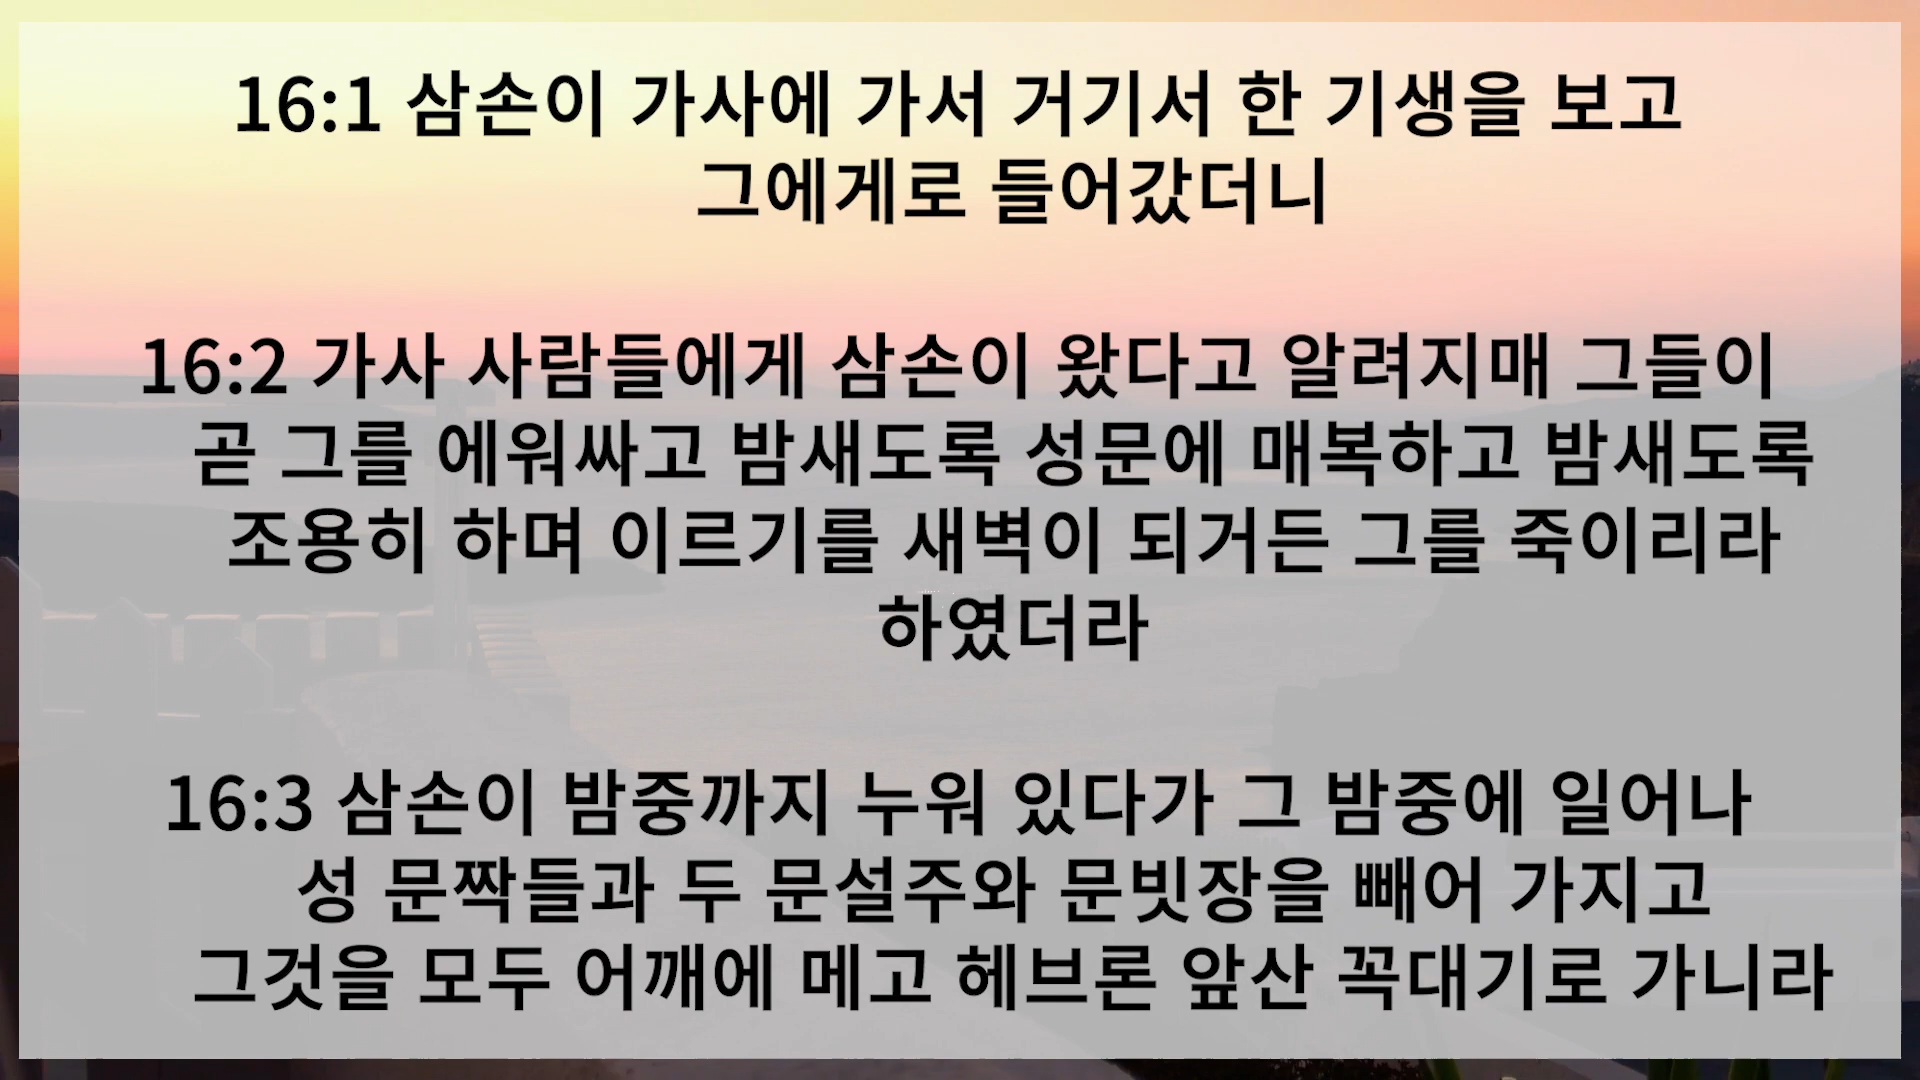 16:1 삼손이 가사에 가서 거기서 한 기생을 보고
그에게로 들어갔더니
16:2 가사 사람들에게 삼손이 왔다고 알려지매 그들이
곧 그를 에워싸고 밤새도록 성문에 매복하고 밤새도록
조용히 하며 이르기를 새벽이 되거든 그를 죽이리라
하였더라
16:3 삼손이 밤중까지 누워 있다가 그 밤중에 일어나
성 문짝들과 두 문설주와 문빗장을 빼어 가지고
그것을 모두 어깨에 메고 헤브론 앞산 꼭대기로 가니라